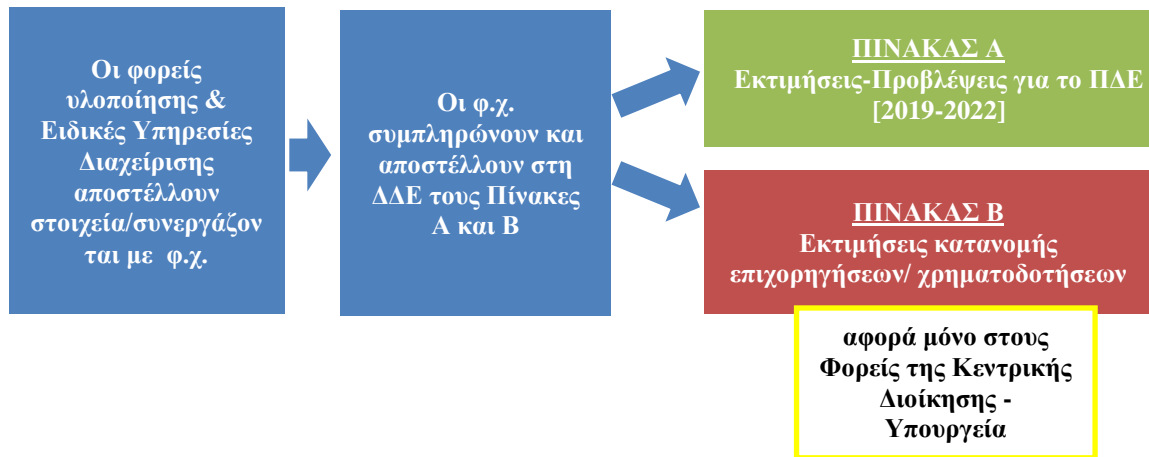 Οι φορείς
υλοποίησης &
Ειδικές Υπηρεσίες
Διαχείρισης
αποστέλλουν
στοιχεία/συνεργάζον
ται με φ.χ.
Οι φ.χ.
συμπληρώνουν και
αποστέλλουν στη
ΔΔΕ τους Πίνακες
Α και Β
ΠΙΝΑΚΑΣ Α
Εκτιμήσεις-Προβλέψεις για το ΠΔΕ
[2019-2022]
ΠΙΝΑΚΑΣ Β
Εκτιμήσεις κατανομής
επιχορηγήσεων/ χρηματοδοτήσεων
αφορά μόνο στους
Φορείς της Κεντρικής
Διοίκησης -
Υπουργεία